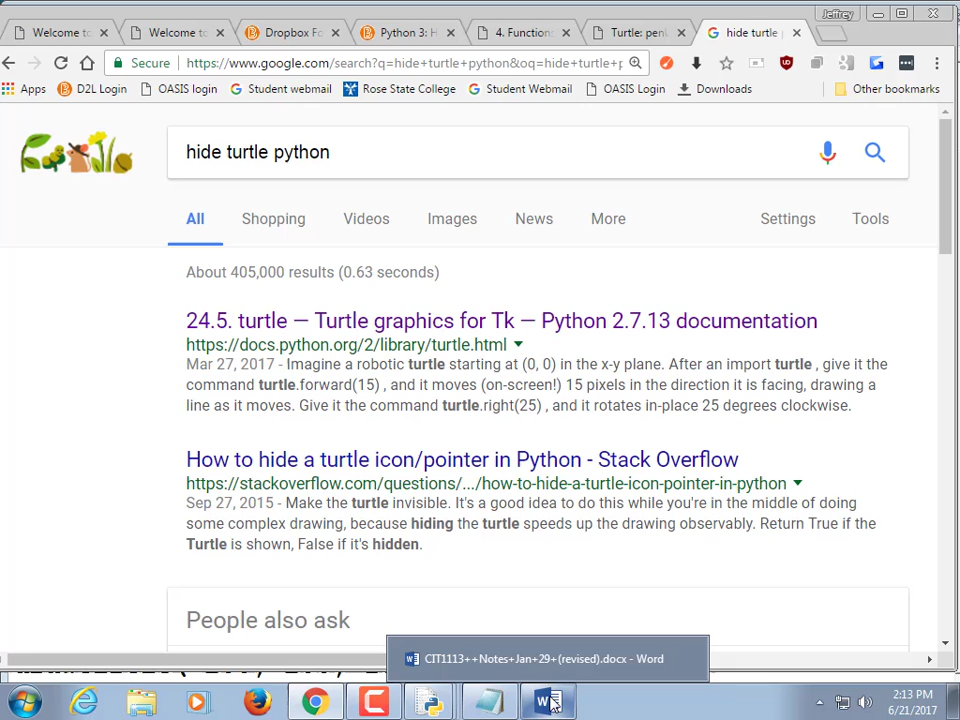 Jeffrey
Welcome to
Welcome to
Dropbox Fo
Python 3: H
4. Function
Turtle: pen
hide turtle
Secure
https://www.google.com/search?q=hide+turtle+python&oq=hide+turtle+p
Apps
D2L Login
OASIS login
Student webmail
Rose State College
Student Webmail
OASIS Login
Downloads
Other bookmarks
hide turtle python
All
Shopping
Videos
Images
News
More
Settings
Tools
About 405,000 results (0.63 seconds)
24.5. turtle — Turtle graphics for Tk — Python 2.7.13 documentation
https://docs.python.org/2/library/turtle.html
Mar 27, 2017 - Imagine a robotic turtle starting at (0, 0) in the x-y plane. After an import turtle , give it the
command turtle.forward(15) , and it moves (on-screen!) 15 pixels in the direction it is facing, drawing a
line as it moves. Give it the command turtle.right(25) , and it rotates in-place 25 degrees clockwise.
How to hide a turtle icon/pointer in Python - Stack Overflow
https://stackoverflow.com/questions/.../how-to-hide-a-turtle-icon-pointer-in-python
Sep 27, 2015 - Make the turtle invisible. It's a good idea to do this while you're in the middle of doing
some complex drawing, because hiding the turtle speeds up the drawing observably. Return True if the
Turtle is shown, False if it's hidden.
People also ask
CIT1113++Notes+Jan+29+(revised).docx - Word
2:13 PM
6/21/2017